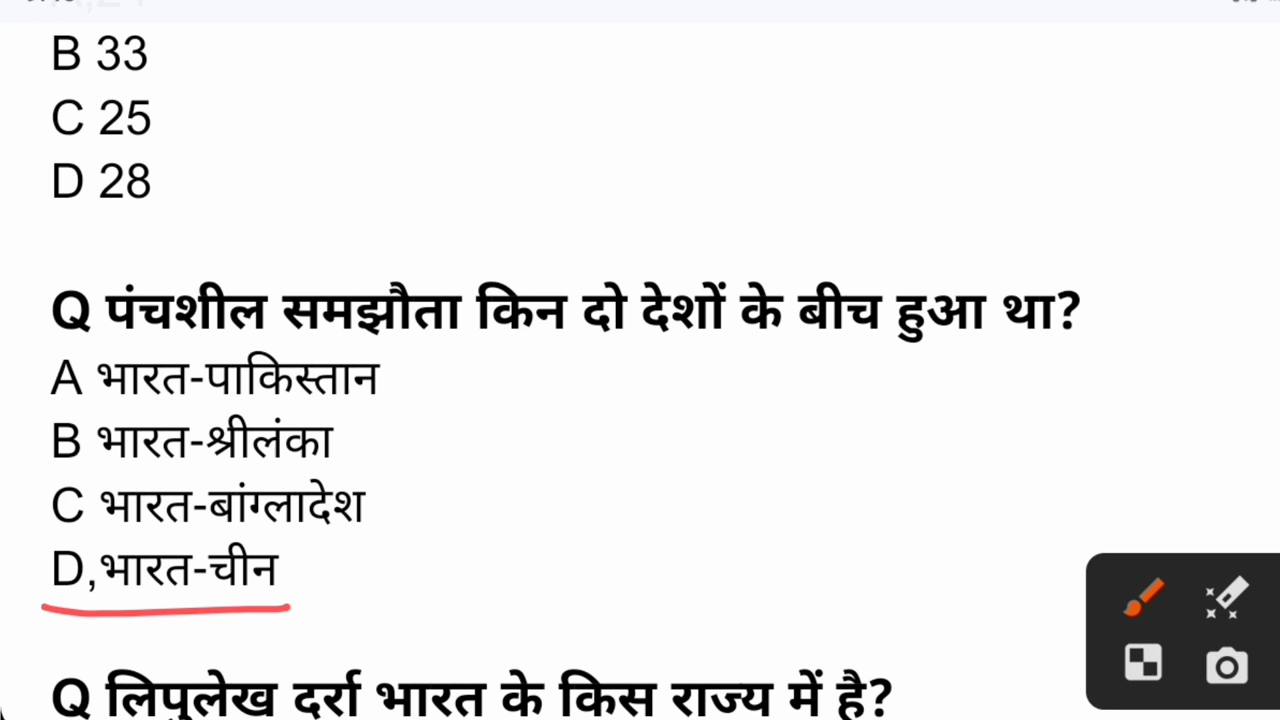 B 33
C 25
D 28
Q पंचशील समझौता किन दो देशों के बीच हुआ था?
A भारत-पाकिस्तान
B भारत-श्रीलंका
C भारत-बांग्लादेश
D,भारत-चीन
Q लिपुलेख दर्रा भारत के किस राज्य में है?